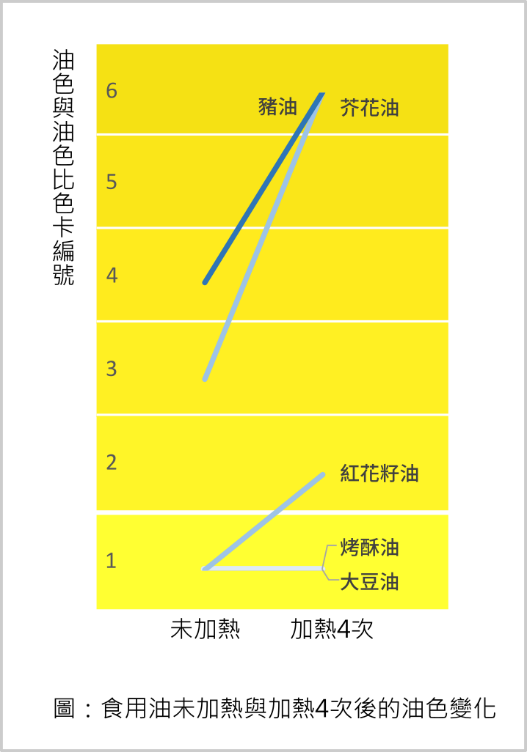 油色與油色比色卡編號
6
豬油
芥花油
5
4
3
2
紅花籽油
1
烤酥油
大豆油
未加熱
加熱4次
圖：食用油未加熱與加熱4次後的油色變化